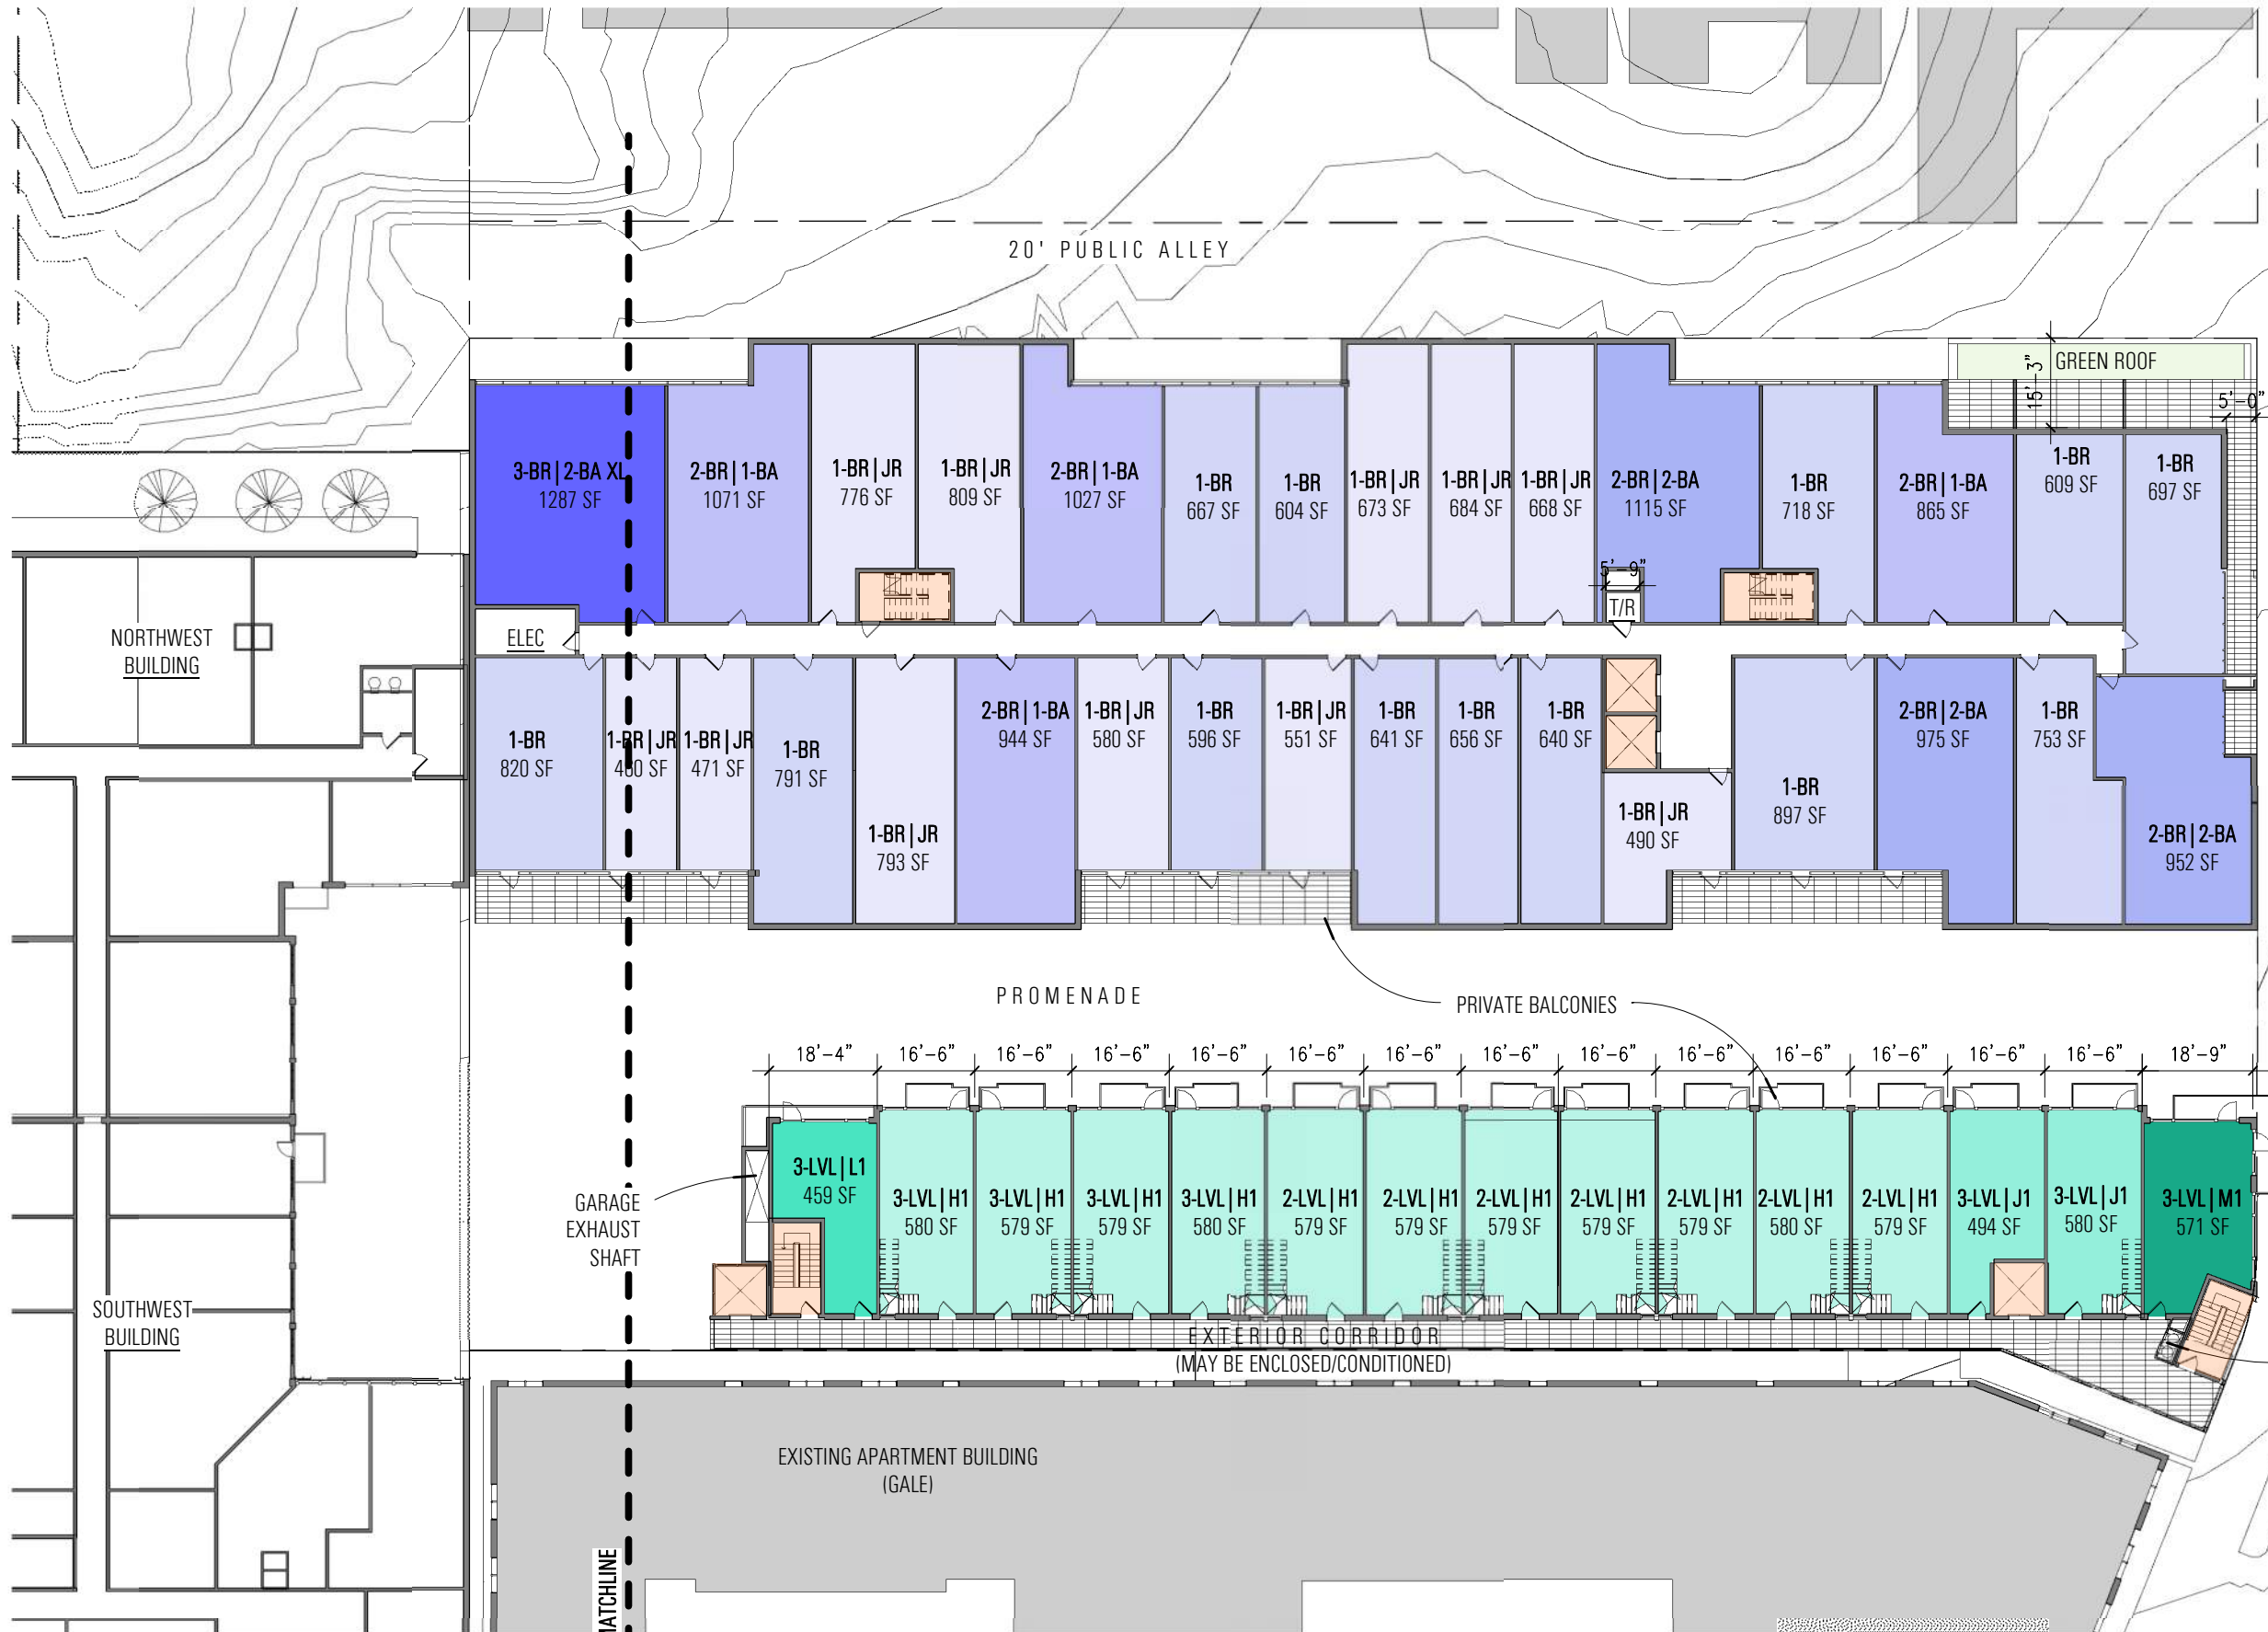 20' PUBLIC ALLEY
GREEN ROOF
15'-3"
5'-0"
3-BR|2-BA XL
1287 SF
2-BR|1-BA
1071 SF
1-BR|JR
776 SF
1-BR|JR
809 SF
2-BR|1-BA
1027 SF
1-BR
667 SF
1-BR
604 SF
1-BR|JR
673 SF
1-BR|JR
684 SF
1-BR|JR
668 SF
2-BR|2-BA
1115 SF
1-BR
718 SF
2-BR|1-BA
865 SF
1-BR
609 SF
1-BR
697 SF
5'-9"
T/R
ELEC
NORTHWEST
BUILDING
1-BR
820 SF
1-BR|JR
460 SF
1-BR|JR
471 SF
1-BR
791 SF
1-BR|JR
793 SF
2-BR|1-BA
944 SF
1-BR|JR
580 SF
1-BR
596 SF
1-BR|JR
551 SF
1-BR
641 SF
1-BR
656 SF
1-BR
640 SF
1-BR|JR
490 SF
1-BR
897 SF
2-BR|2-BA
975 SF
1-BR
753 SF
2-BR|2-BA
952 SF
PROMENADE
PRIVATE BALCONIES
18'-4"
16'-6"
16'-6"
16'-6"
16'-6"
16'-6"
16'-6"
16'-6"
16'-6"
16'-6"
16'-6"
16'-6"
16'-6"
16'-6"
18'-9"
GARAGE
EXHAUST
SHAFT
3-LVL|L1
459 SF
3-LVL|H1
580 SF
3-LVL|H1
579 SF
3-LVL|H1
579 SF
3-LVL|H1
580 SF
2-LVL|H1
579 SF
2-LVL|H1
579 SF
2-LVL|H1
579 SF
2-LVL|H1
579 SF
2-LVL|H1
579 SF
2-LVL|H1
580 SF
2-LVL|H1
579 SF
3-LVL|J1
494 SF
3-LVL|J1
580 SF
3-LVL|M1
571 SF
SOUTHWEST
BUILDING
EXTERIOR CORRIDOR
(MAY BE ENCLOSED/CONDITIONED)
EXISTING APARTMENT BUILDING
(GALE)
MATCHLINE